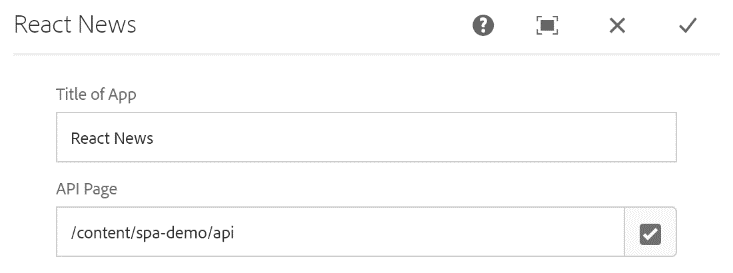 React News
Title of App
React News
API Page
/content/spa-demo/api